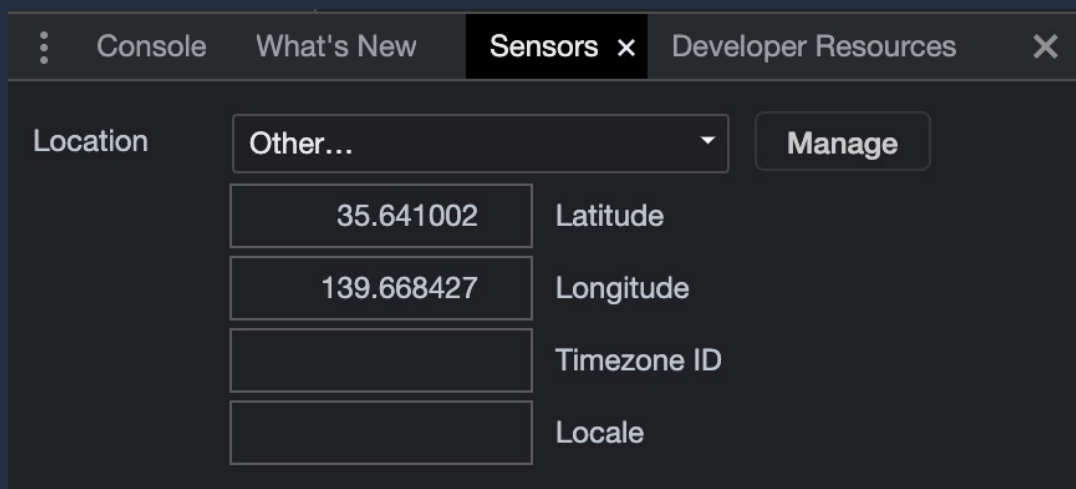 Console What's New Sensors × Developer Resources ×
Location Other... Manage
35.641002 Latitude
139.668427 Longitude
Timezone ID
Locale